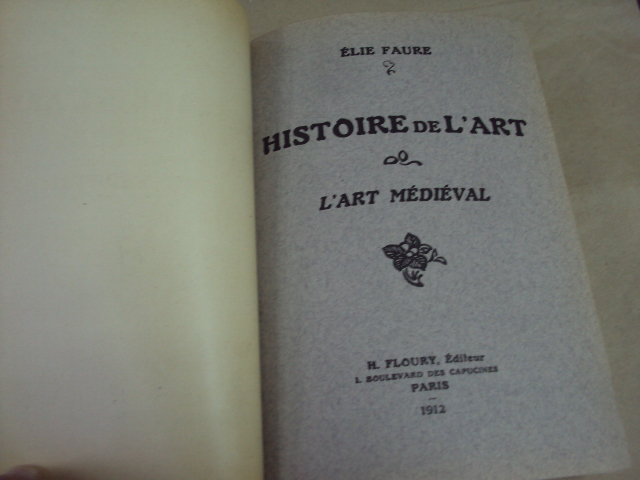 ÉLIE FAURE
HISTOIRE DE L'ART
L'ART MÉDIÉVAL
H. FLOURY, Éditeur
1, BOULEVARD DES CAPUCINES
PARIS
1912